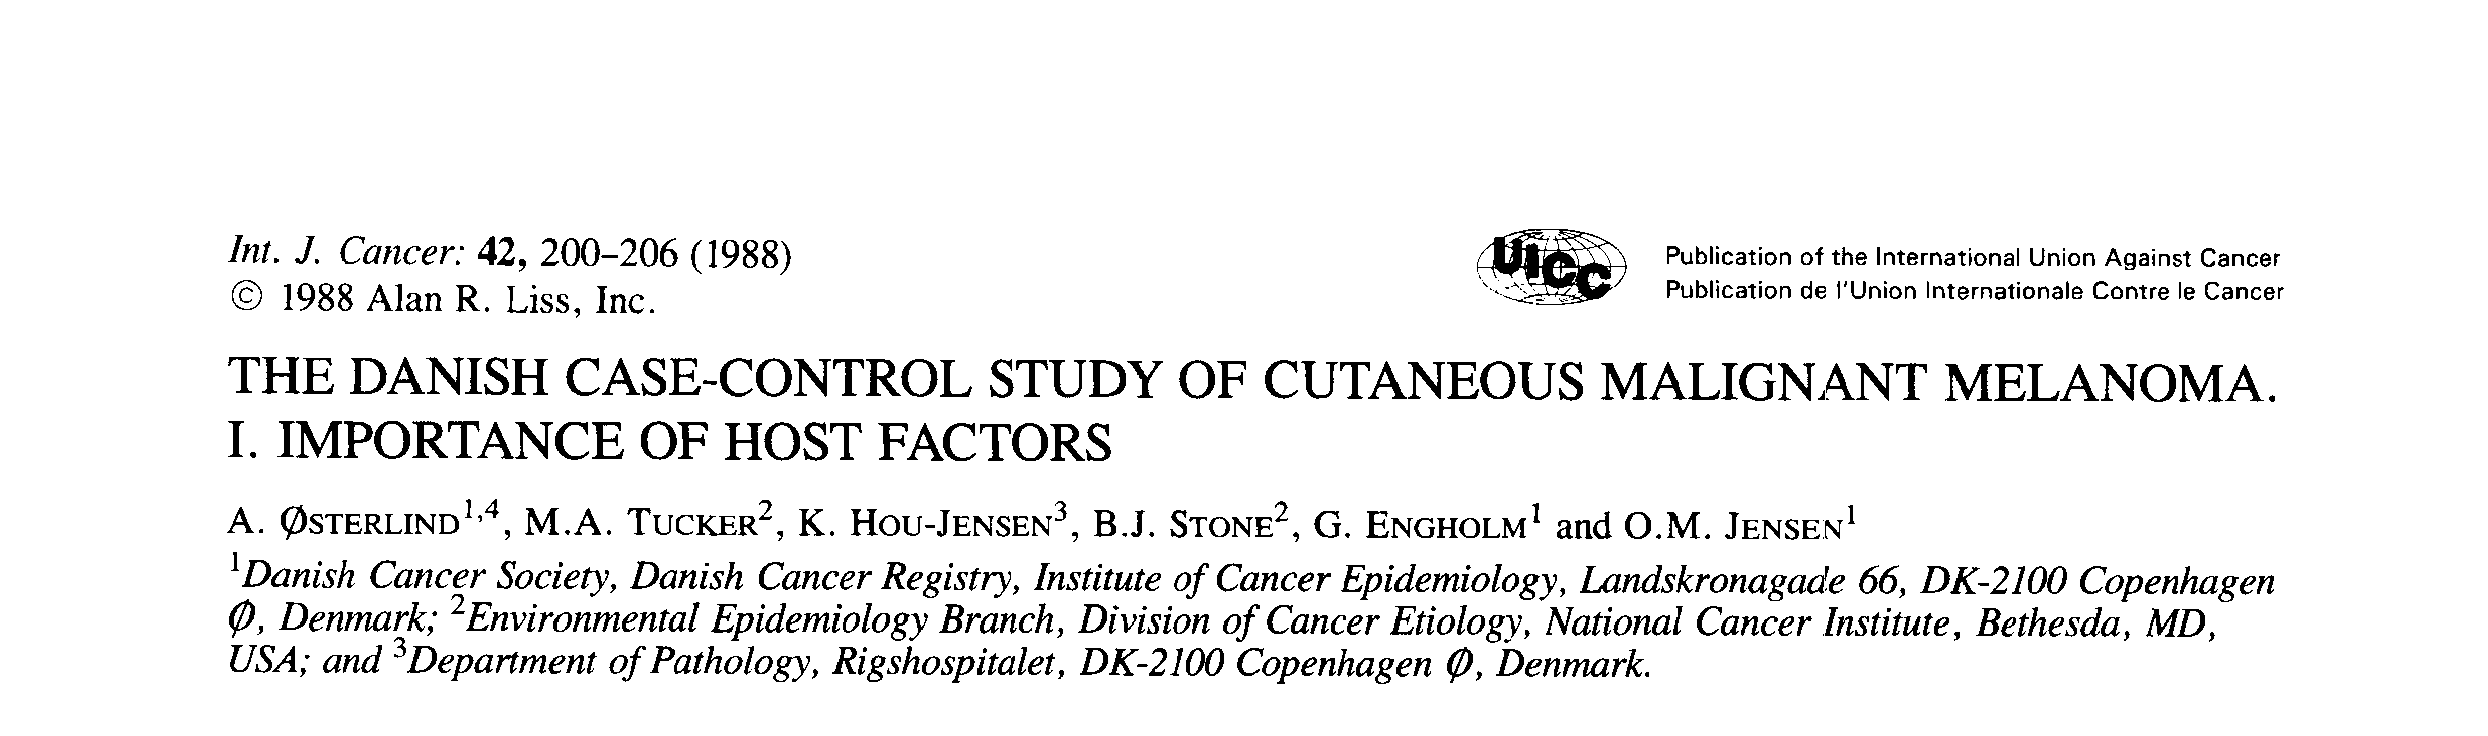 Int. J. Cancer: 42, 200–206 (1988)
© 1988 Alan R. Liss, Inc.
UICC
Publication of the International Union Against Cancer
Publication de l'Union Internationale Contre le Cancer
THE DANISH CASE-CONTROL STUDY OF CUTANEOUS MALIGNANT MELANOMA.
I. IMPORTANCE OF HOST FACTORS
A. ØSTERLIND1,4, M.A. TUCKER2, K. HOU-JENSEN3, B.J. STONE2, G. ENGHOLM1 and O.M. JENSEN1
1Danish Cancer Society, Danish Cancer Registry, Institute of Cancer Epidemiology, Landskronagade 66, DK-2100 Copenhagen
Ø, Denmark; 2Environmental Epidemiology Branch, Division of Cancer Etiology, National Cancer Institute, Bethesda, MD,
USA; and 3Department of Pathology, Rigshospitalet, DK-2100 Copenhagen Ø, Denmark.